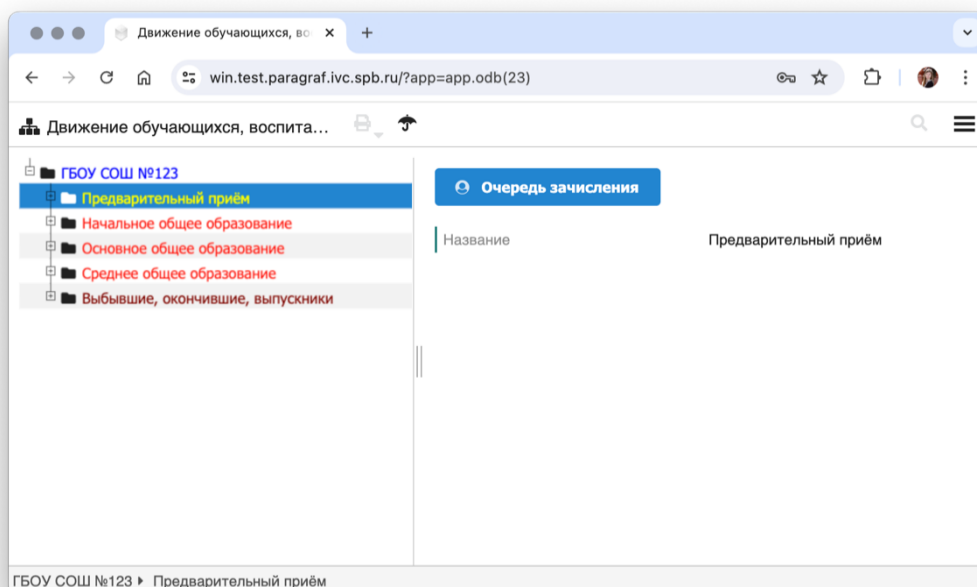 Движение обучающихся, во
win.test.paragraf.ivc.spb.ru/?app=app.odb(23)
Движение обучающихся, воспита...
ГБОУ СОШ №123
Предварительный приём
Начальное общее образование
Основное общее образование
Среднее общее образование
Выбывшие, окончившие, выпускники
Очередь зачисления
Название Предварительный приём
ГБОУ СОШ №123 Предварительный приём